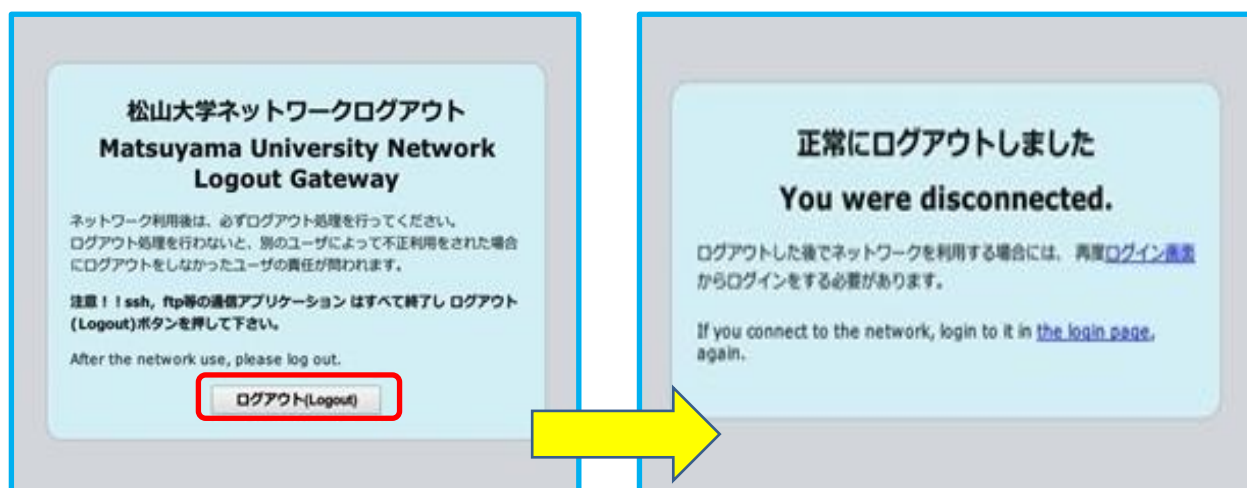 松山大学ネットワークログアウト
Matsuyama University Network
Logout Gateway
ネットワーク利用後は、必ずログアウト処理を行ってください。
ログアウト処理を行わないと、別のユーザによって不正利用をされた場合
にログアウトをしなかったユーザの責任が問われます。
注意！！ssh, ftp等の通信アプリケーション はすべて終了し ログアウト
(Logout)ボタンを押して下さい。
After the network use, please log out.
ログアウト(Logout)
正常にログアウトしました
You were disconnected.
ログアウトした後でネットワークを利用する場合には、 再度ログイン画面
からログインをする必要があります。
If you connect to the network, login to it in the login page,
again.